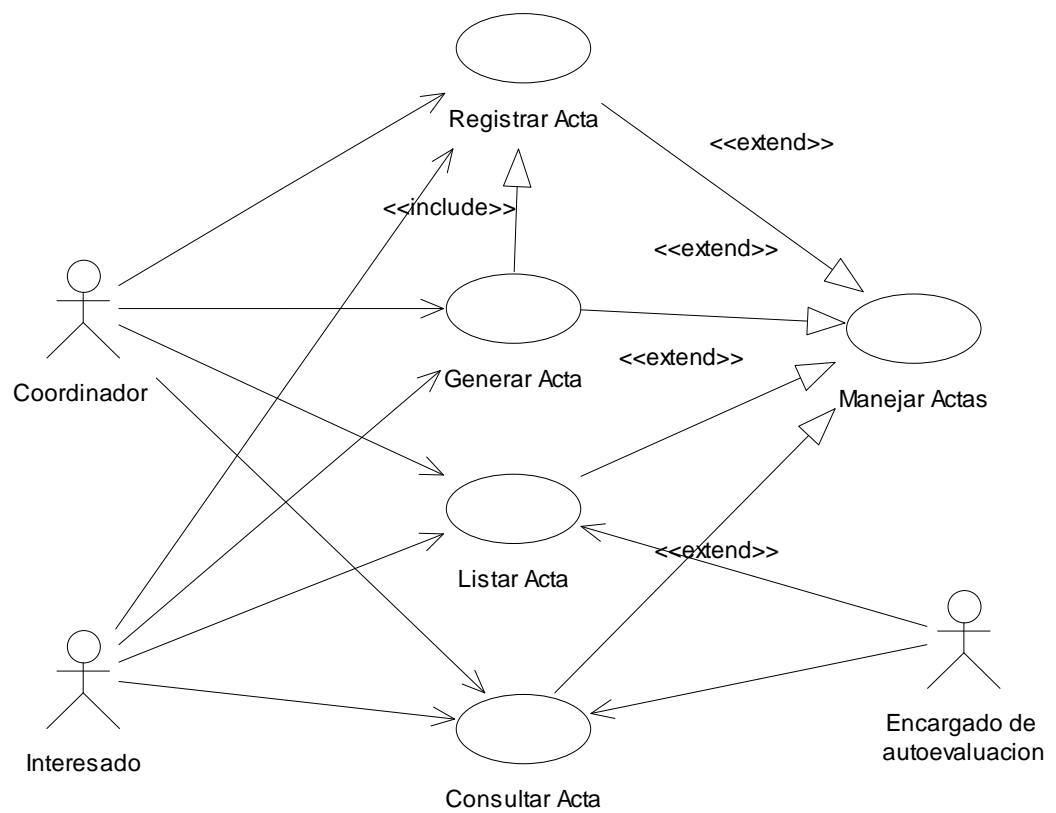 Registrar Acta
<<extend>>
<<include>>
<<extend>>
Coordinador
Generar Acta
<<extend>>
Manejar Actas
<<extend>>
Listar Acta
Interesado
Encargado de
autoevaluacion
Consultar Acta